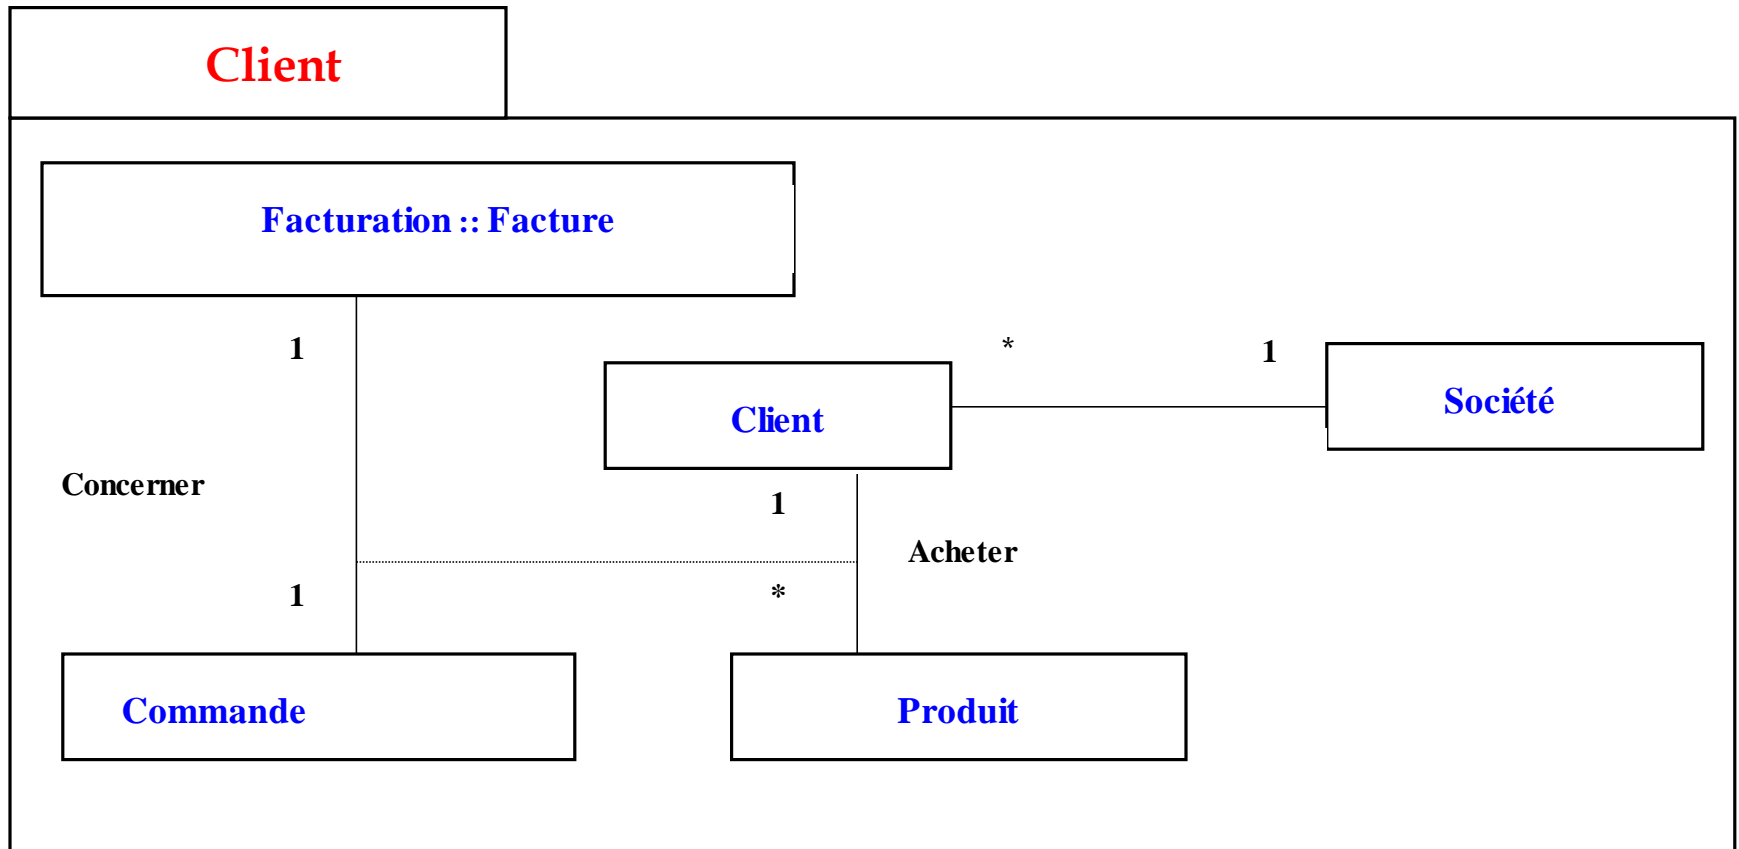 Client
Facturation :: Facture
1
*
1
Société
Client
Concerner
1
Acheter
1
*
Commande
Produit